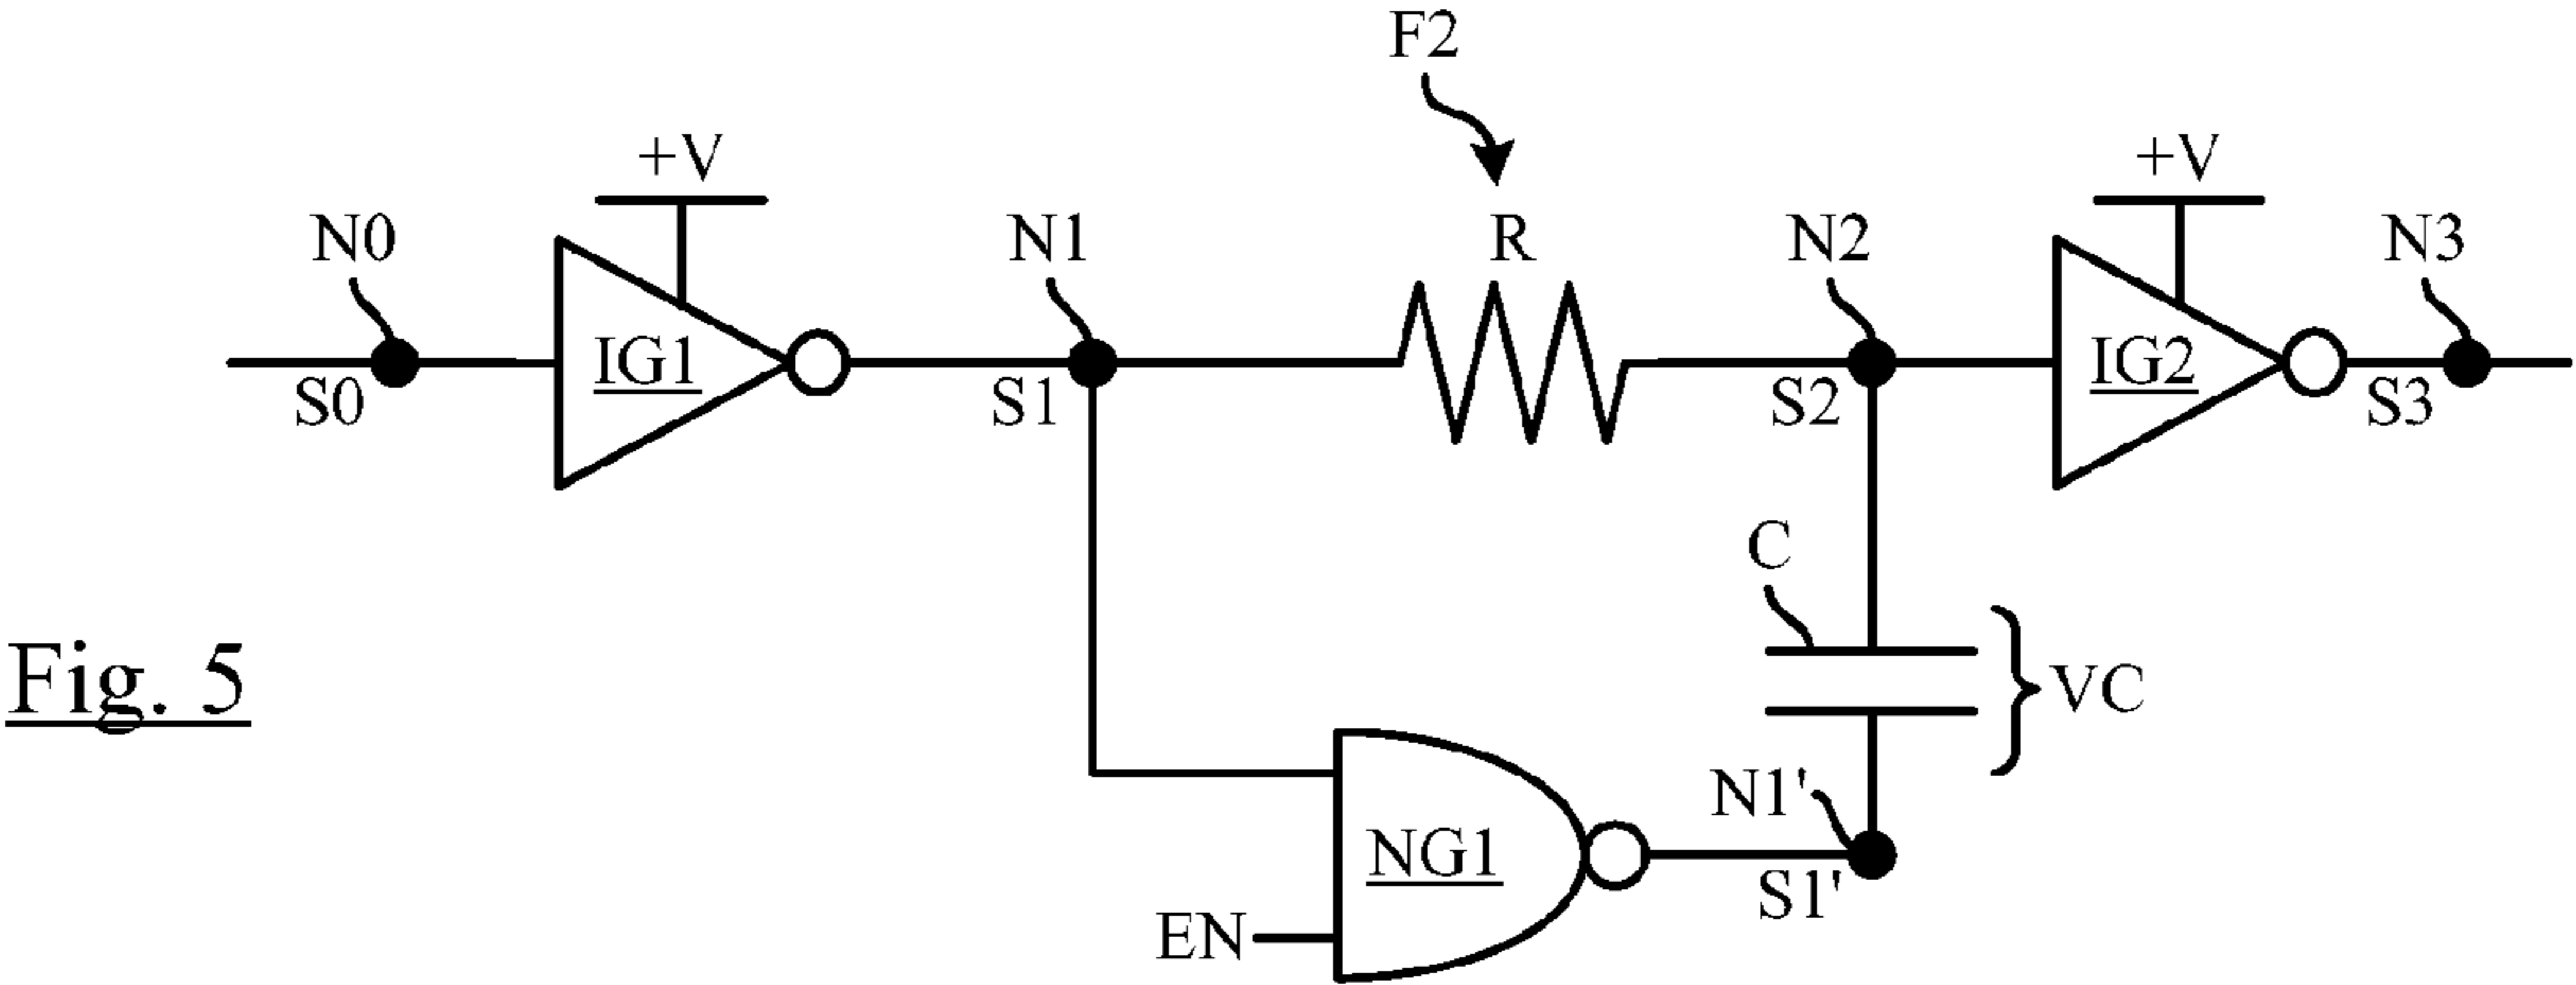 F2
+V
+V
N0
N1
R
N2
N3
IG1
IG2
S0
S1
S2
S3
C
Fig. 5
VC
N1'
NG1
S1'
EN